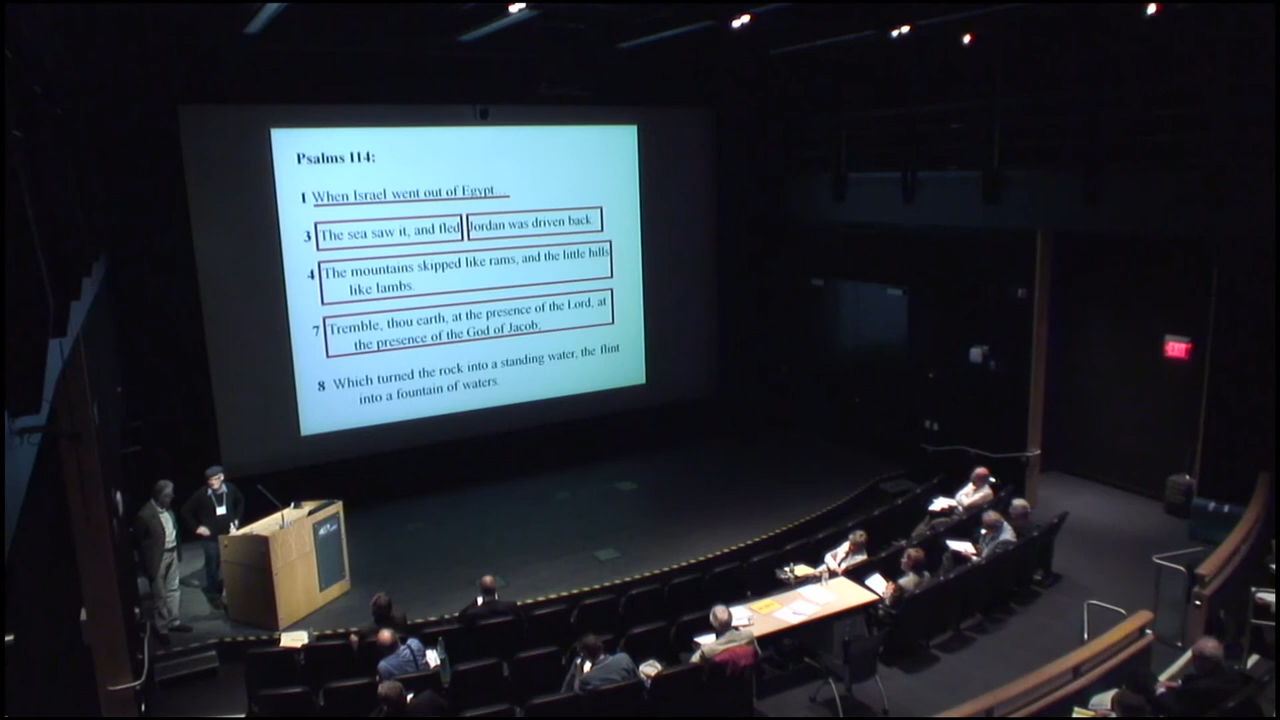 Psalms 114:
1 When Israel went out of Egypt...
3 The sea saw it, and fled Jordan was driven back.
4 The mountains skipped like rams, and the little hills
like lambs.
7 Tremble, thou earth, at the presence of the Lord, at
the presence of the God of Jacob;
8 Which turned the rock into a standing water, the flint
into a fountain of waters.
EXIT